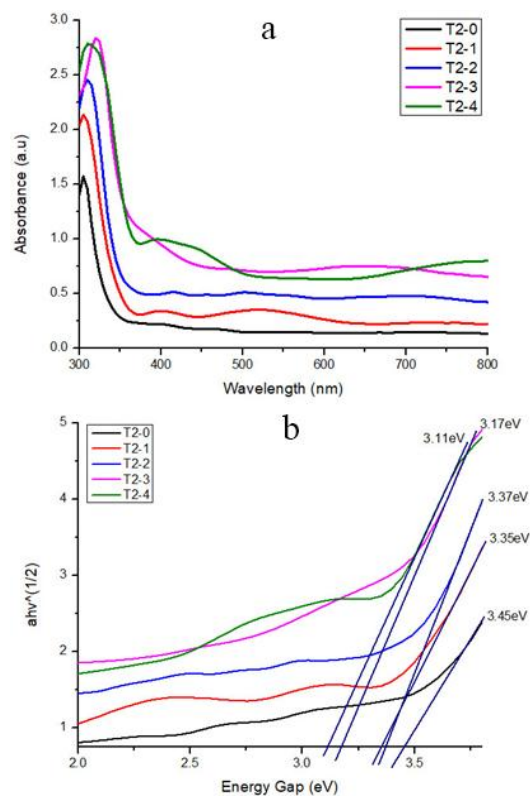 a
T2-0
T2-1
T2-2
T2-3
T2-4
Absorbance (a.u)
3.0
2.5
2.0
1.5
1.0
0.5
0.0
300 400 500 600 700 800
Wavelength (nm)
b
T2-0
T2-1
T2-2
T2-3
T2-4
3.11eV
3.17eV
3.37eV
3.35eV
3.45eV
ahv^(1/2)
5
4
3
2
1
2.0 2.5 3.0 3.5
Energy Gap (eV)